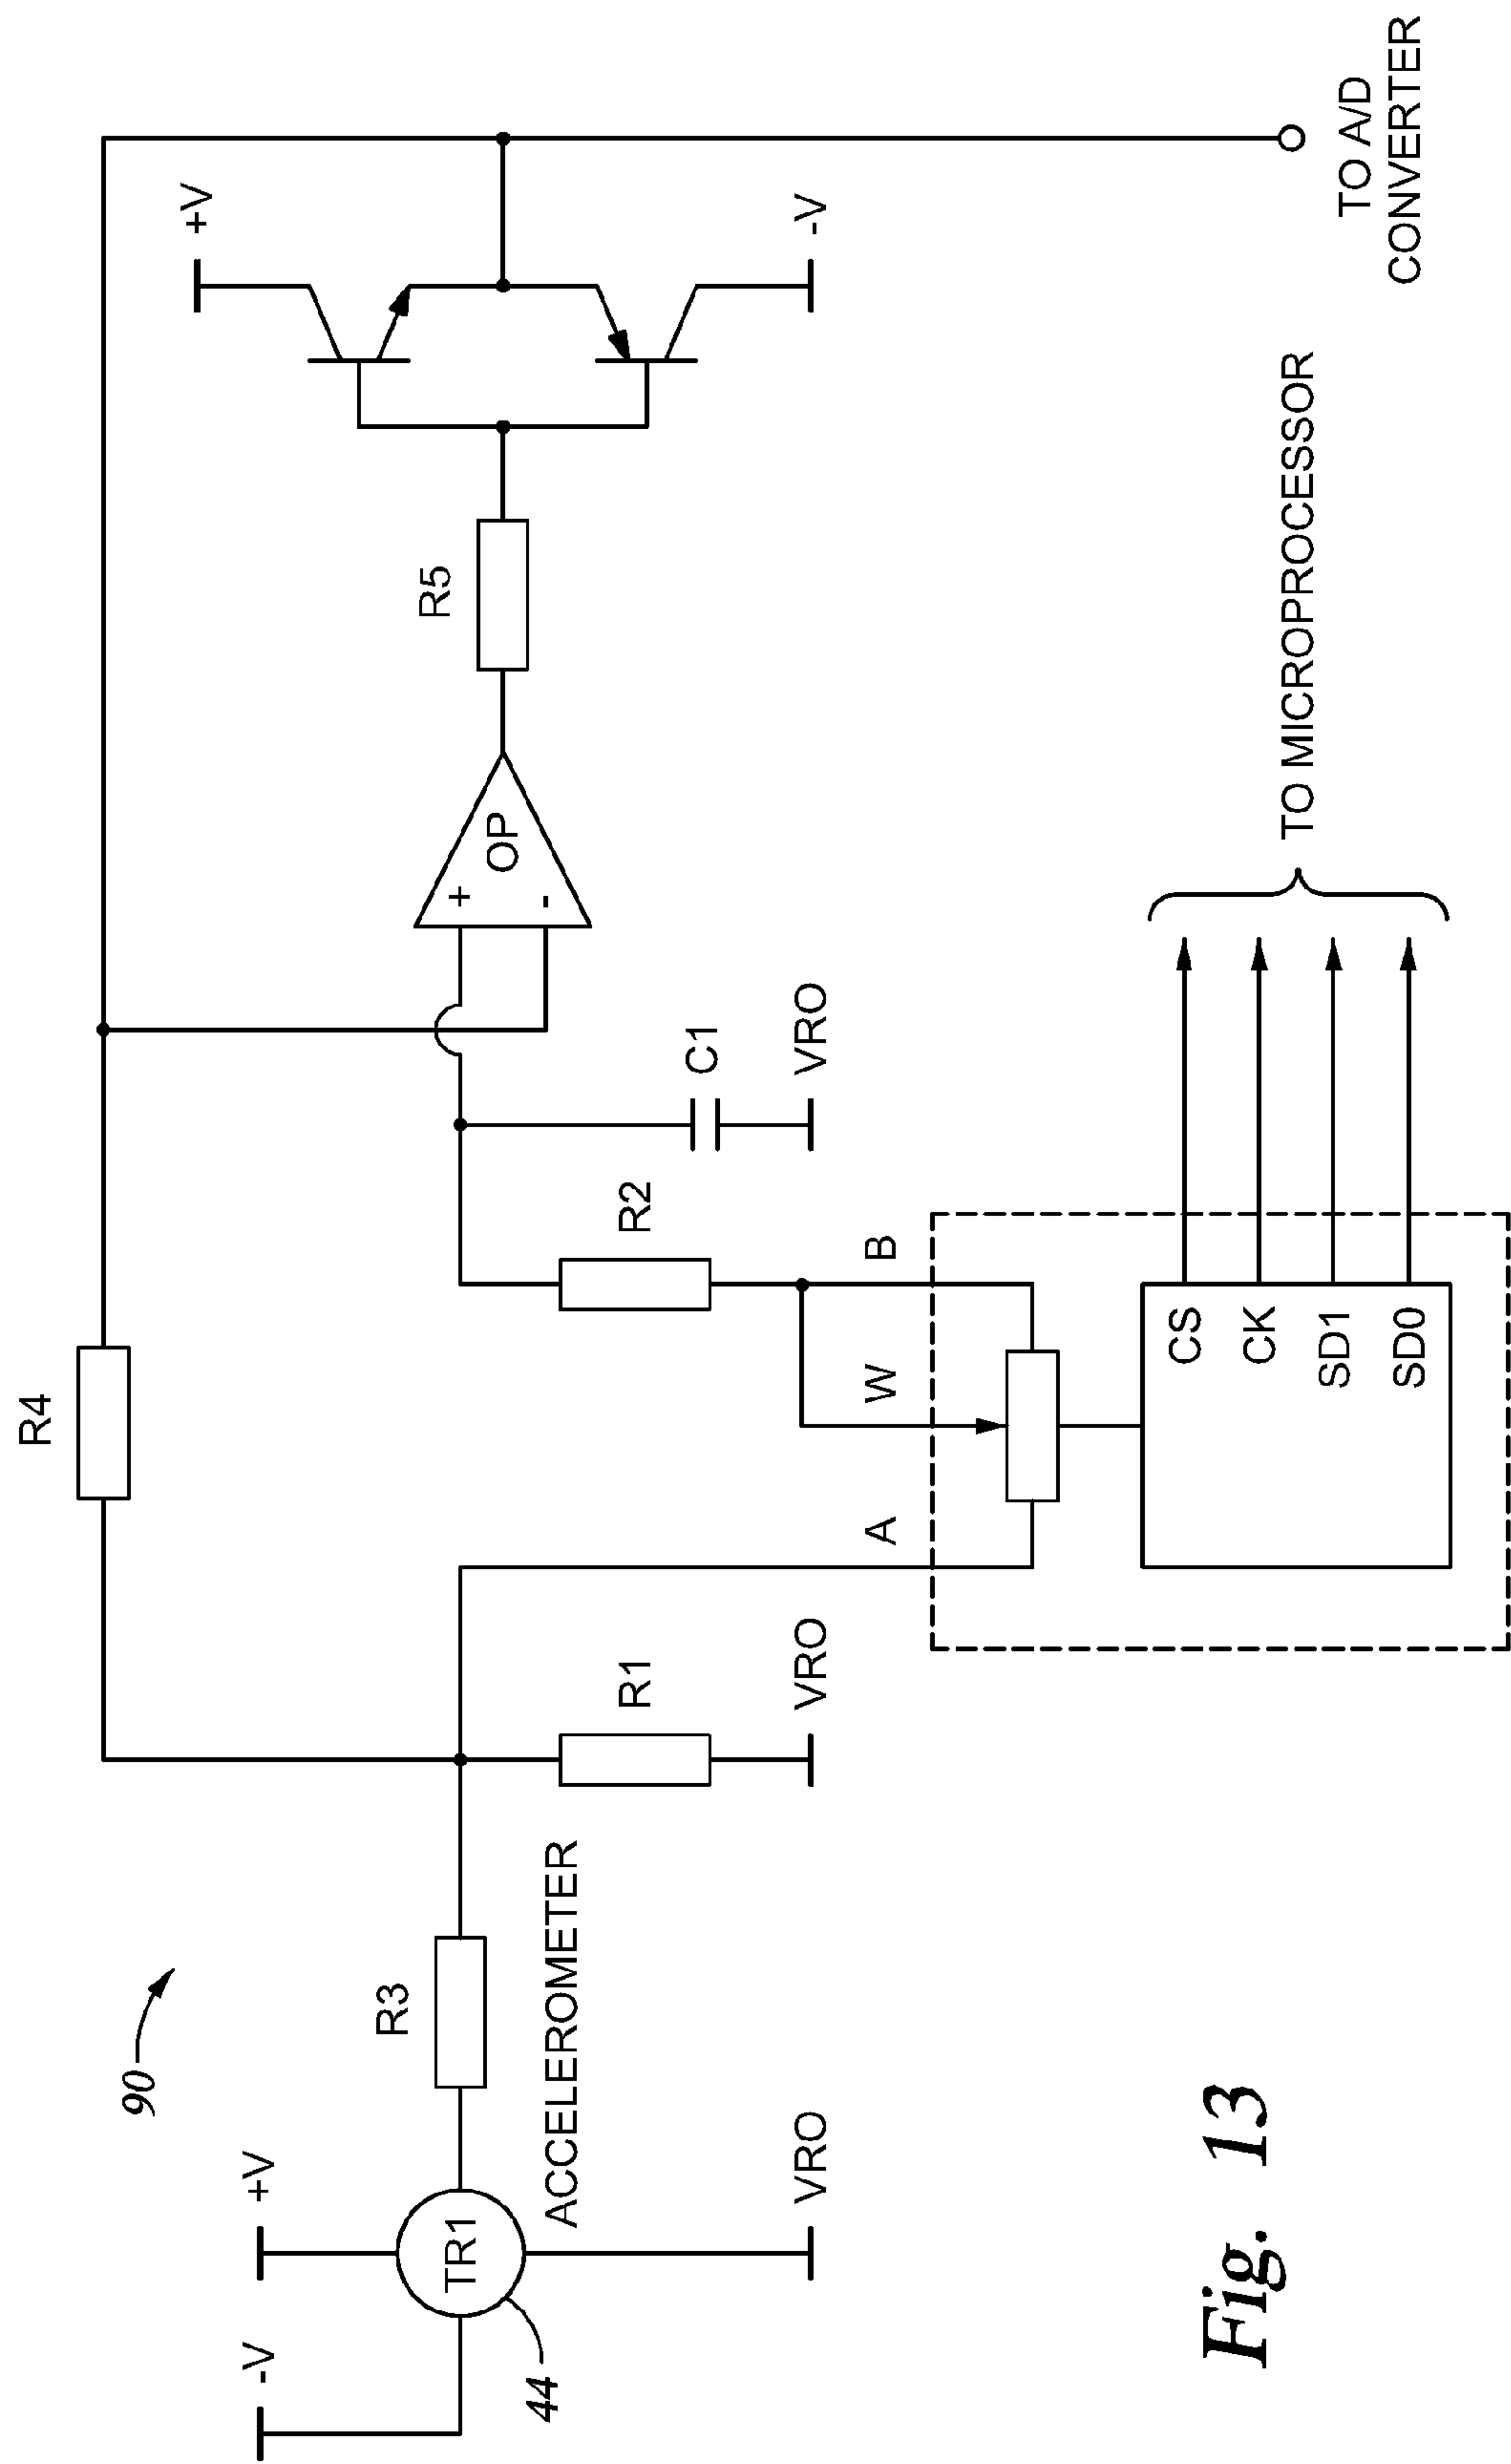 90
-V
+V
TR1
44
ACCELEROMETER
VRO
R3
R1
VRO
R4
A
W
B
R2
C1
VRO
+
-
OP
R5
+V
-V
CS
CK
SD1
SD0
TO MICROPROCESSOR
TO A/D
CONVERTER
Fig. 13